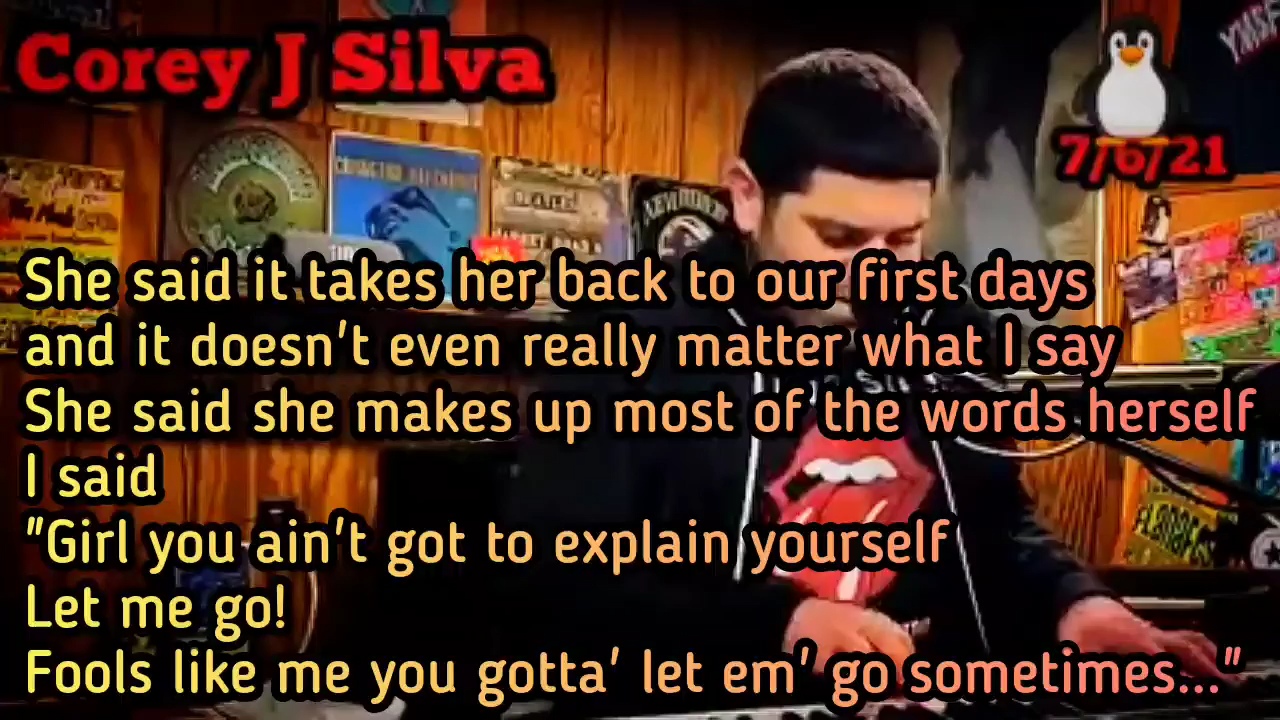 Corey J Silva
7/6/21
She said it takes her back to our first days
and it doesn't even really matter what I say
She said she makes up most of the words herself
I said
"Girl you ain't got to explain yourself
Let me go!
Fools like me you gotta' let em' go sometimes..."